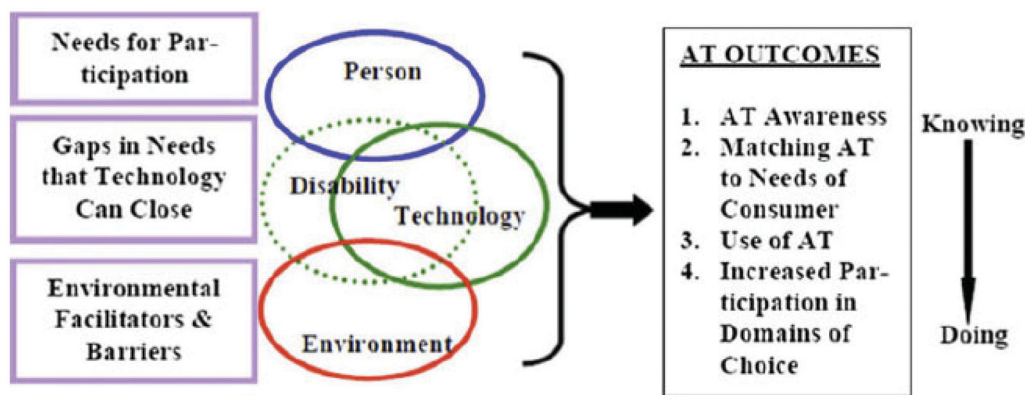 Needs for Par-
ticipation
Gaps in Needs
that Technology
Can Close
Environmental
Facilitators &
Barriers
Person
Disability
Technology
Environment
AT OUTCOMES
1. AT Awareness
2. Matching AT
to Needs of
Consumer
3. Use of AT
4. Increased Par-
ticipation in
Domains of
Choice
Knowing
Doing